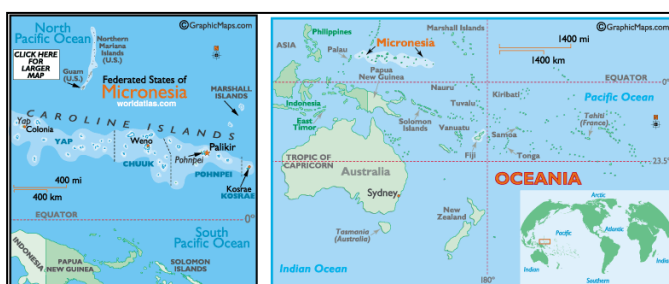 ©GraphicMaps.com
North
Pacific Ocean
Northern
Mariana
Islands
(U.S.)
CLICK HERE
FOR
LARGER
MAP
Guam
(U.S.)
Federated States of
Micronesia
worldatlas.com
MARSHALL
ISLANDS
CAROLINE ISLANDS
Yap
Colonia
YAP
Weno
CHUUK
Palikir
Pohnpei
POHNPEI
Kosrae
KOSRAE
400 mi
400 km
EQUATOR
0°
South
Pacific Ocean
INDONESIA
PAPUA
NEW GUINEA
SOLOMON
ISLANDS
©GraphicMaps.com
Philippines
Marshall Islands
1400 mi
1400 km
ASIA
Palau
Micronesia
Papua
New Guinea
Nauru
Kiribati
EQUATOR
0°
Pacific Ocean
Indonesia
East
Timor
Solomon
Islands
Tuvalu
Vanuatu
Samoa
Tahiti
(France)
Fiji
Tonga
TROPIC OF
CAPRICORN
23.5°
Australia
Sydney
OCEANIA
New
Zealand
Tasmania
(Australia)
Indian Ocean
180°
Arctic
Pacific
Atlantic
Indian
Southern